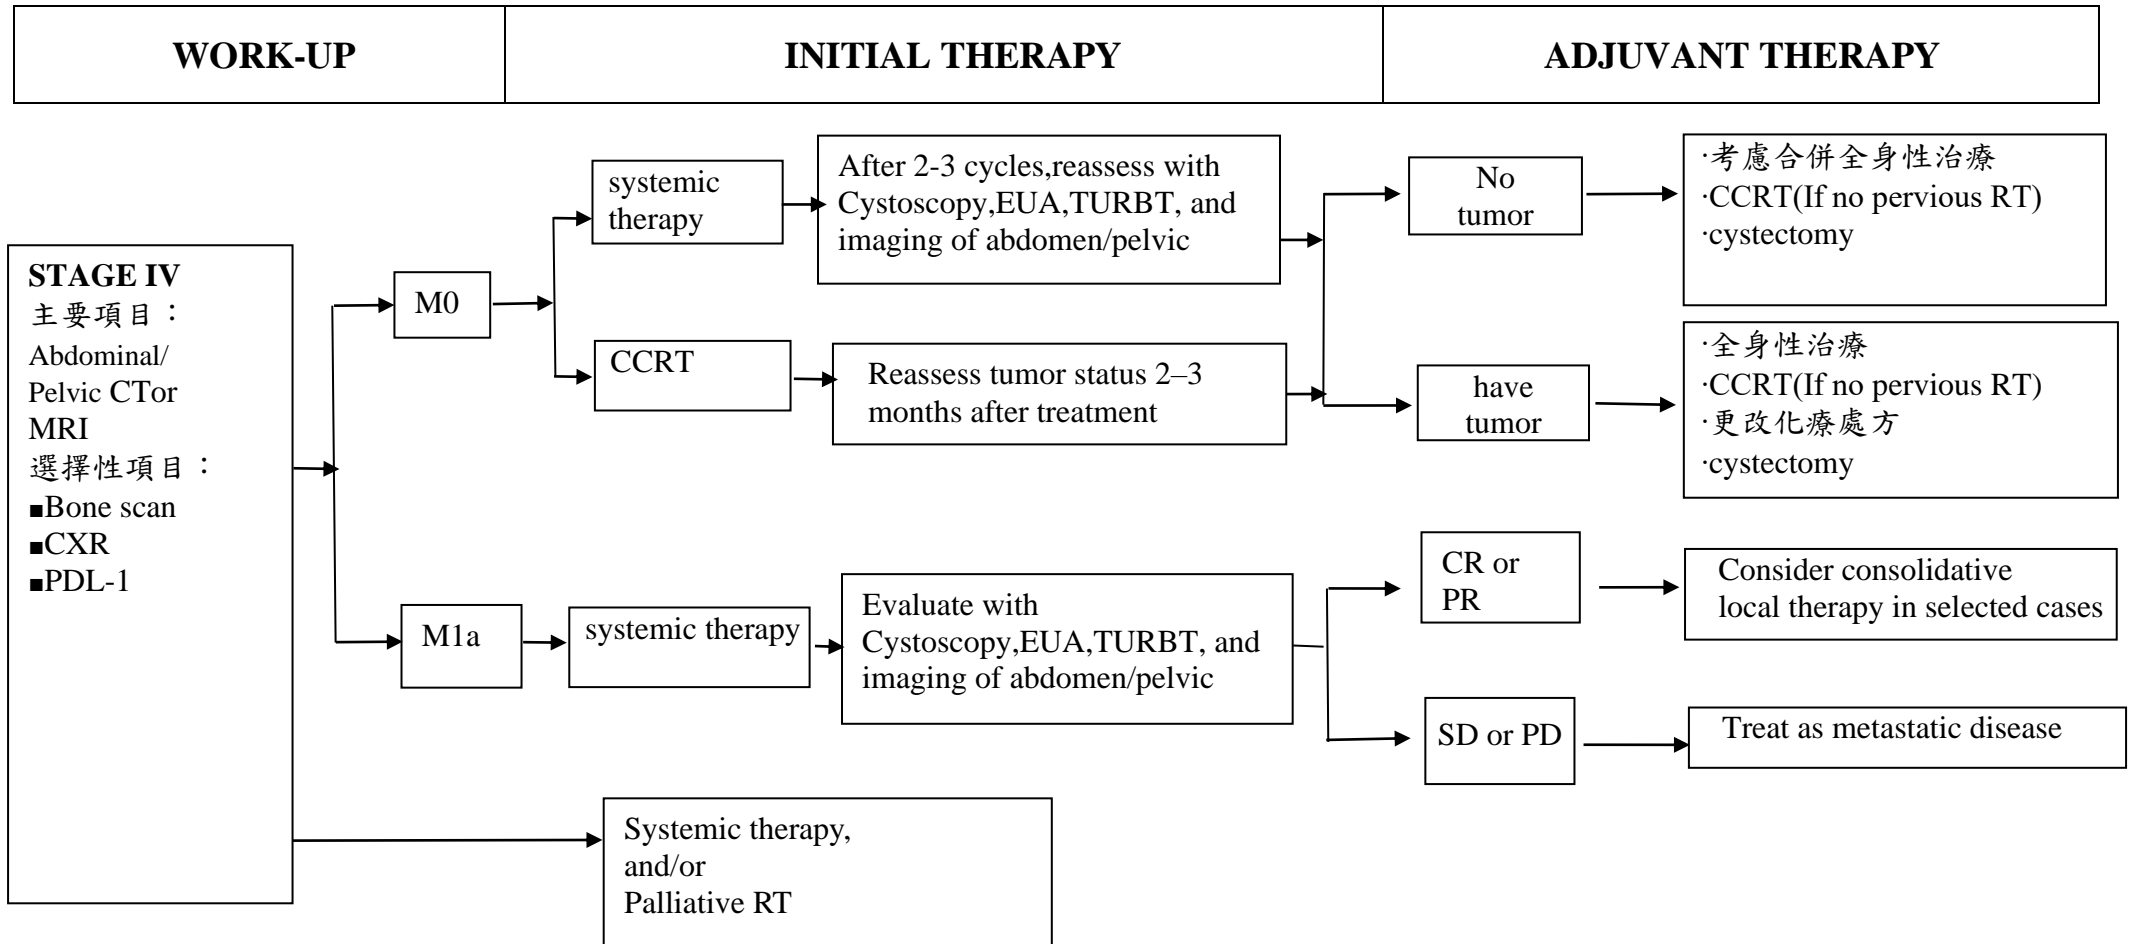 WORK-UP
INITIAL THERAPY
ADJUVANT THERAPY
STAGE IV
主要項目：
Abdominal/
Pelvic CTor
MRI
選擇性項目：
■Bone scan
■CXR
■PDL-1
M0
systemic
therapy
After 2-3 cycles,reassess with
Cystoscopy,EUA,TURBT, and
imaging of abdomen/pelvic
CCRT
Reassess tumor status 2–3
months after treatment
No
tumor
·考慮合併全身性治療
·CCRT(If no pervious RT)
·cystectomy
have
tumor
·全身性治療
·CCRT(If no pervious RT)
·更改化療處方
·cystectomy
M1a
systemic therapy
Evaluate with
Cystoscopy,EUA,TURBT, and
imaging of abdomen/pelvic
CR or
PR
Consider consolidative
local therapy in selected cases
SD or PD
Treat as metastatic disease
Systemic therapy,
and/or
Palliative RT